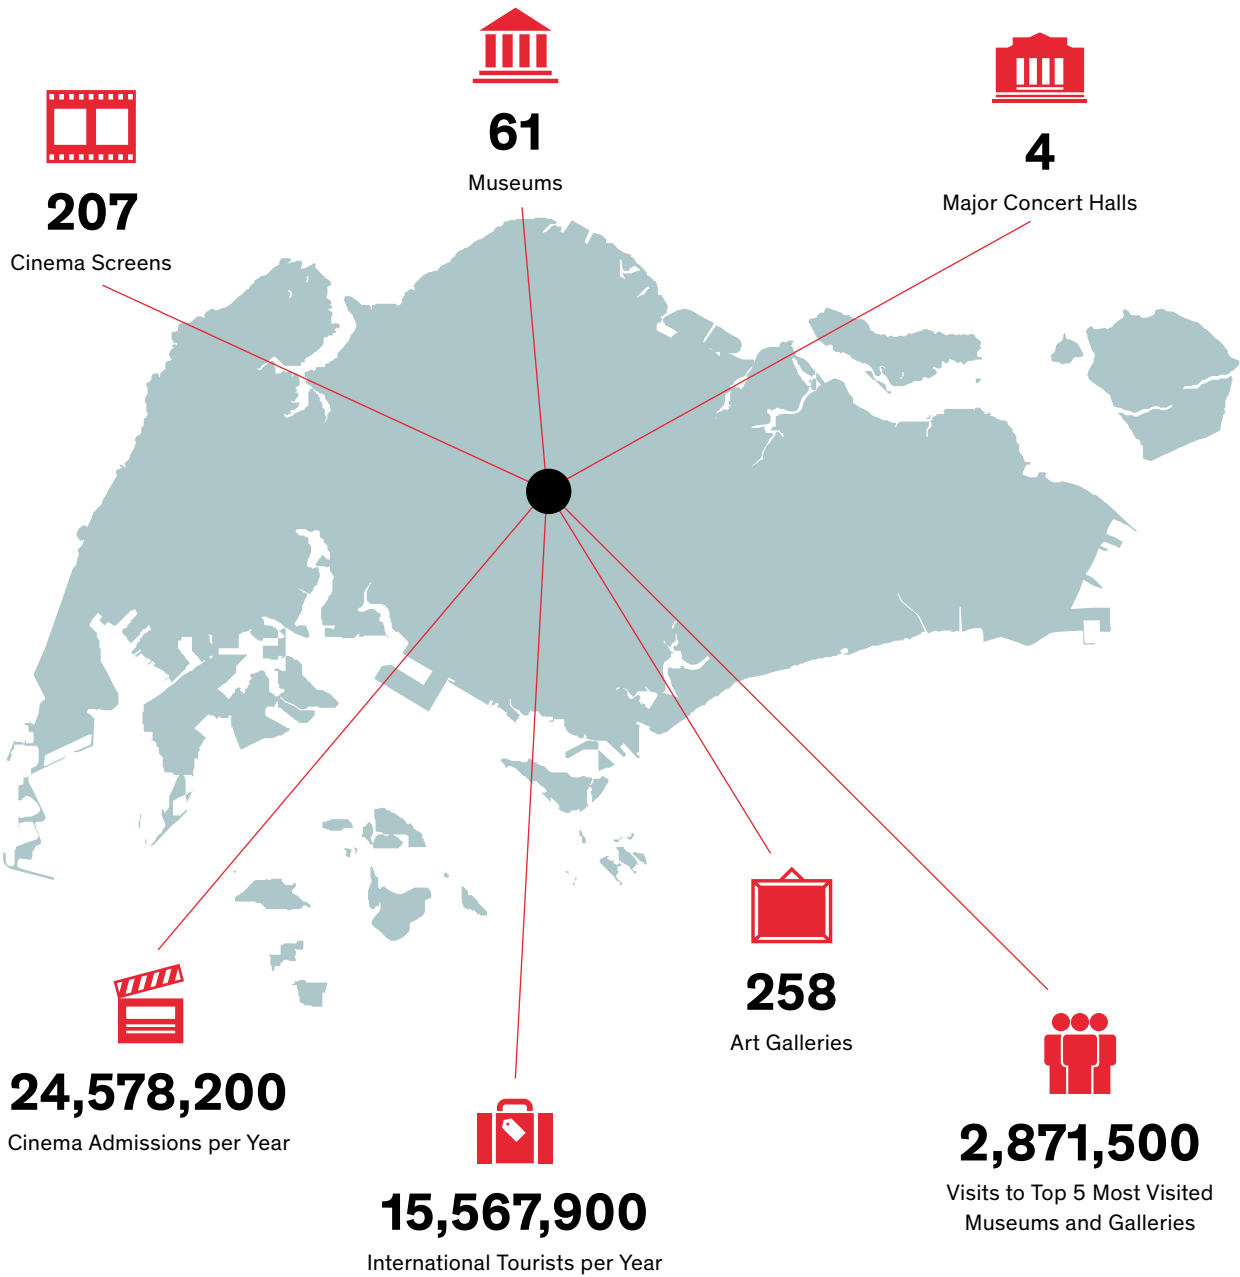 61
Museums
4
Major Concert Halls
207
Cinema Screens
258
Art Galleries
24,578,200
Cinema Admissions per Year
15,567,900
International Tourists per Year
2,871,500
Visits to Top 5 Most Visited
Museums and Galleries